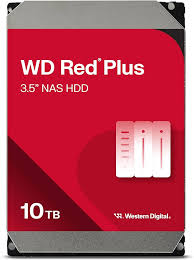 WD Red® Plus
3.5" NAS HDD
10TB
Western Digital®